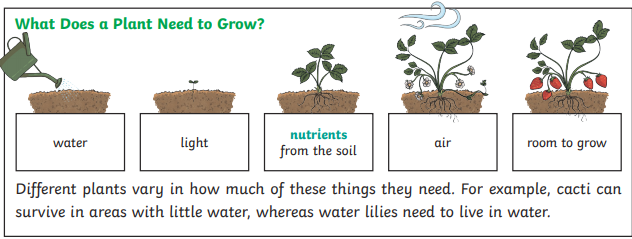 What Does a Plant Need to Grow?
water
light
nutrients
from the soil
air
room to grow
Different plants vary in how much of these things they need. For example, cacti can
survive in areas with little water, whereas water lilies need to live in water.